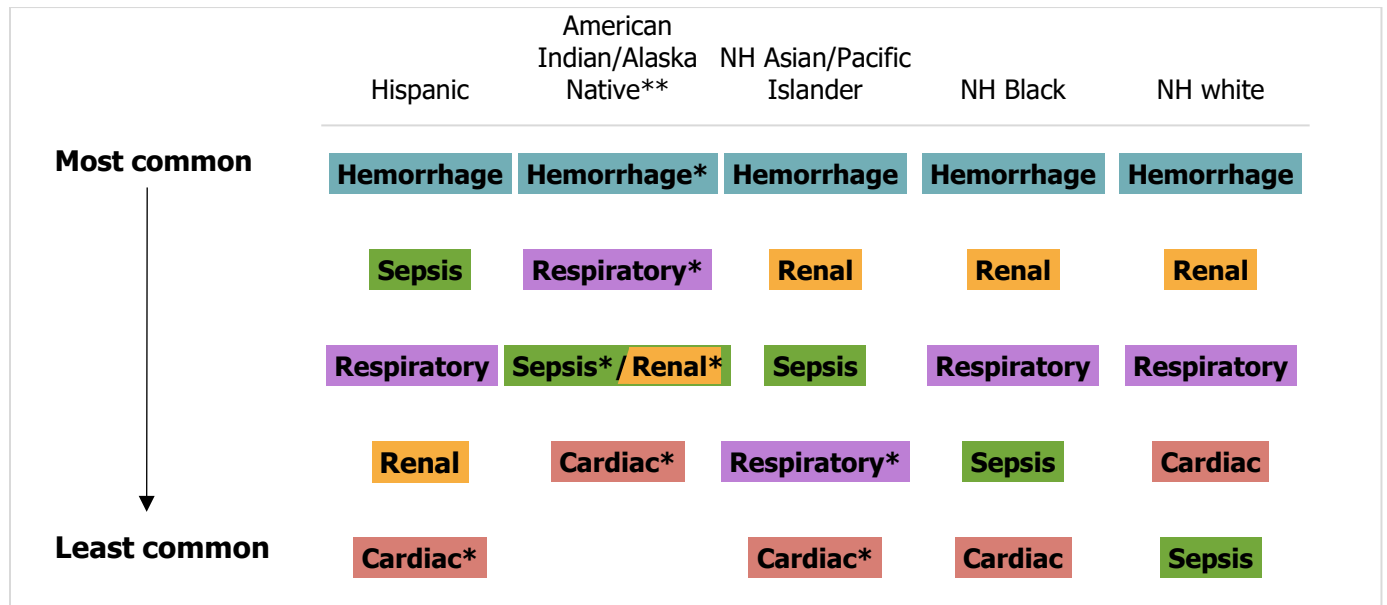 American
Indian/Alaska NH Asian/Pacific
Hispanic Native** Islander NH Black NH white
Most common
Hemorrhage Hemorrhage* Hemorrhage Hemorrhage Hemorrhage
Sepsis Respiratory* Renal Renal Renal
Respiratory Sepsis*/Renal* Sepsis Respiratory Respiratory
Renal Cardiac* Respiratory* Sepsis Cardiac
Least common
Cardiac* Cardiac* Cardiac Sepsis